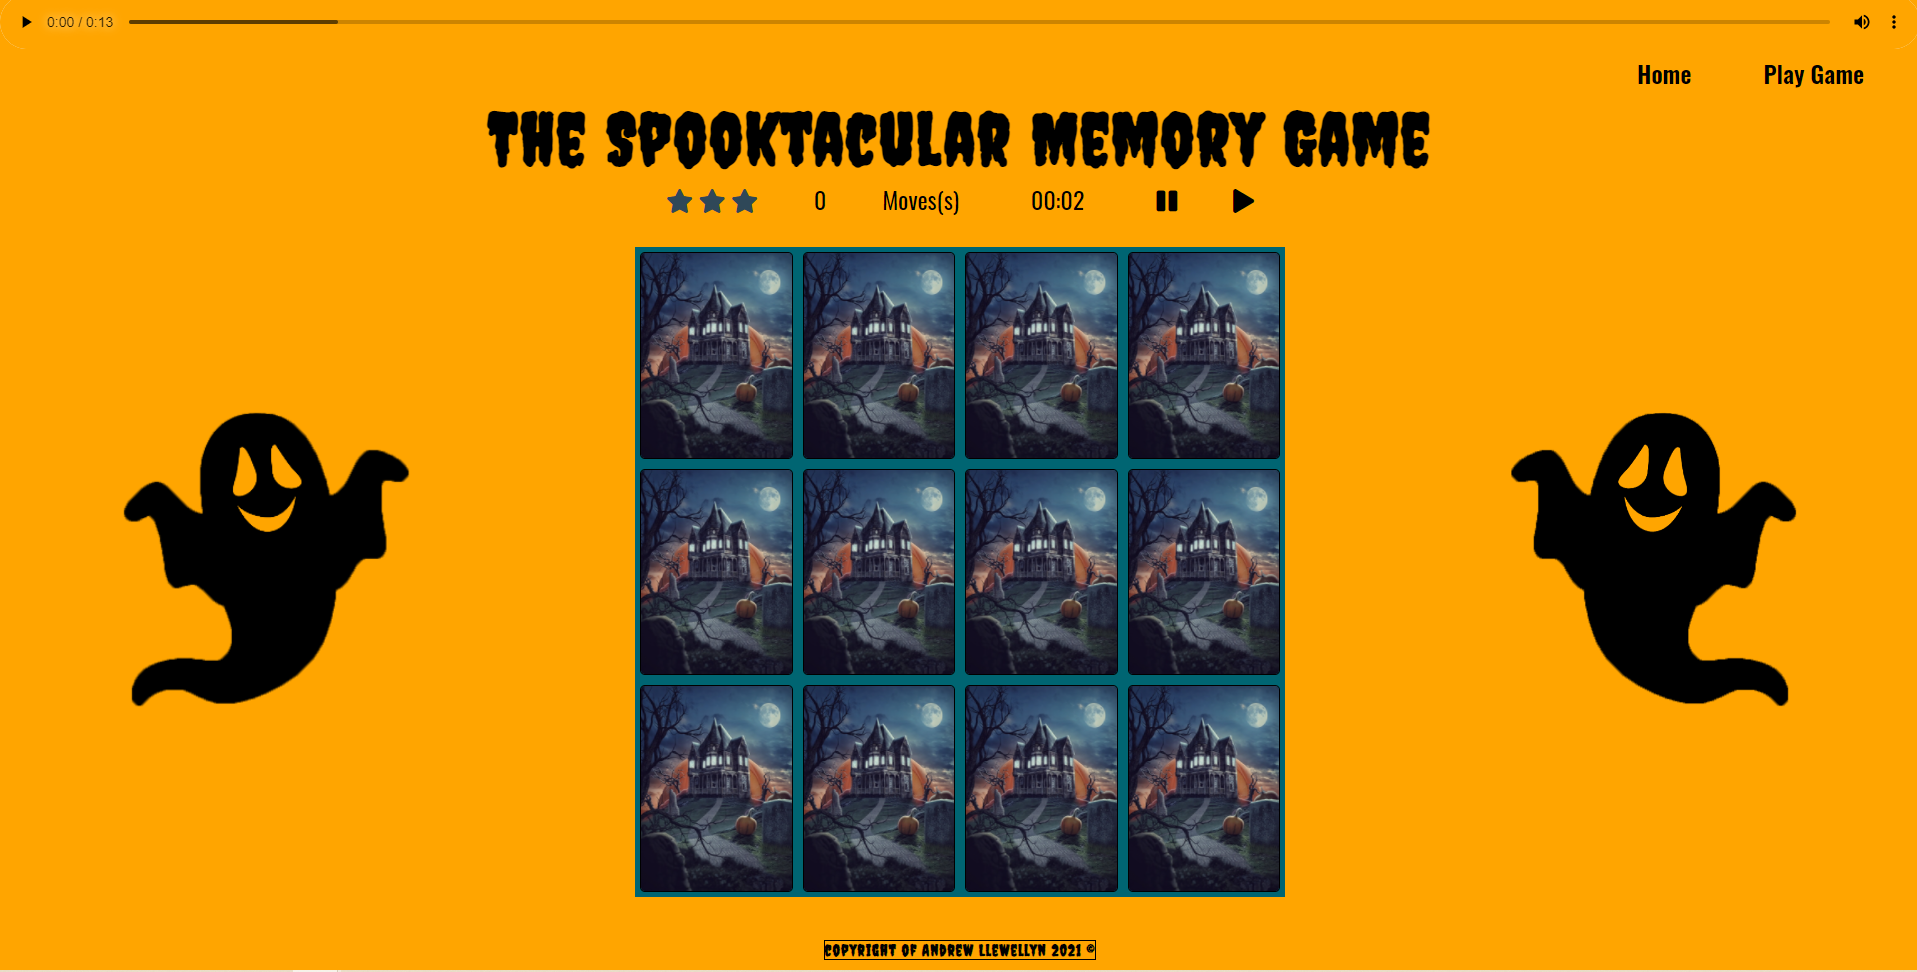 0:00 / 0:13
Home Play Game
THE SPOOKTACULAR MEMORY GAME
0 Moves(s) 00:02
COPYRIGHT OF ANDREW LLEWELLYN 2021 ©